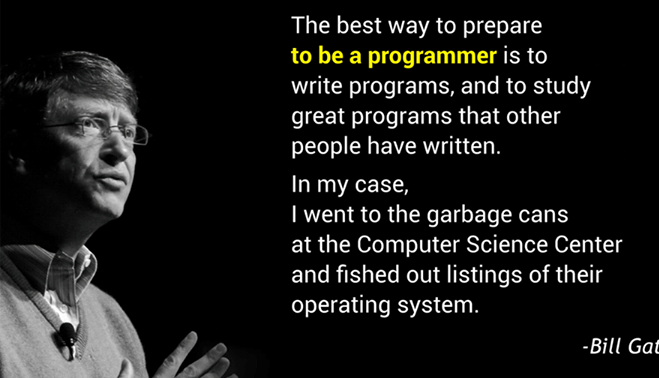 The best way to prepare
to be a programmer is to
write programs, and to study
great programs that other
people have written.
In my case,
I went to the garbage cans
at the Computer Science Center
and fished out listings of their
operating system.
-Bill Gat